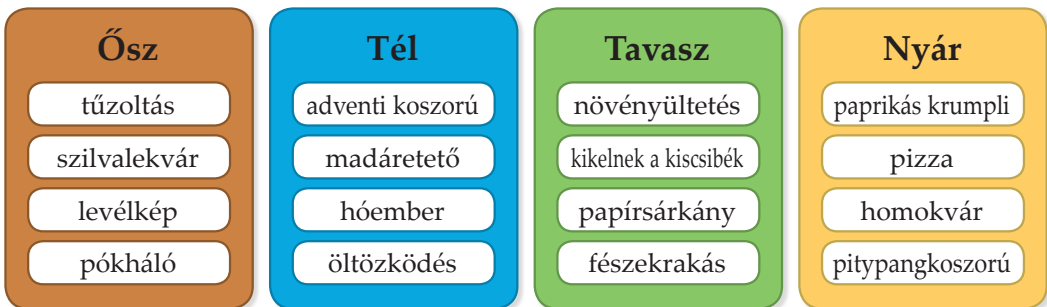 Ősz
tűzoltás
szilvalekvár
levélkép
pókháló
Tél
adventi koszorú
madáretető
hóember
öltözködés
Tavasz
növényültetés
kikelnek a kiscsibék
papírsárkány
fészekrakás
Nyár
paprikás krumpli
pizza
homokvár
pitypangkoszorú